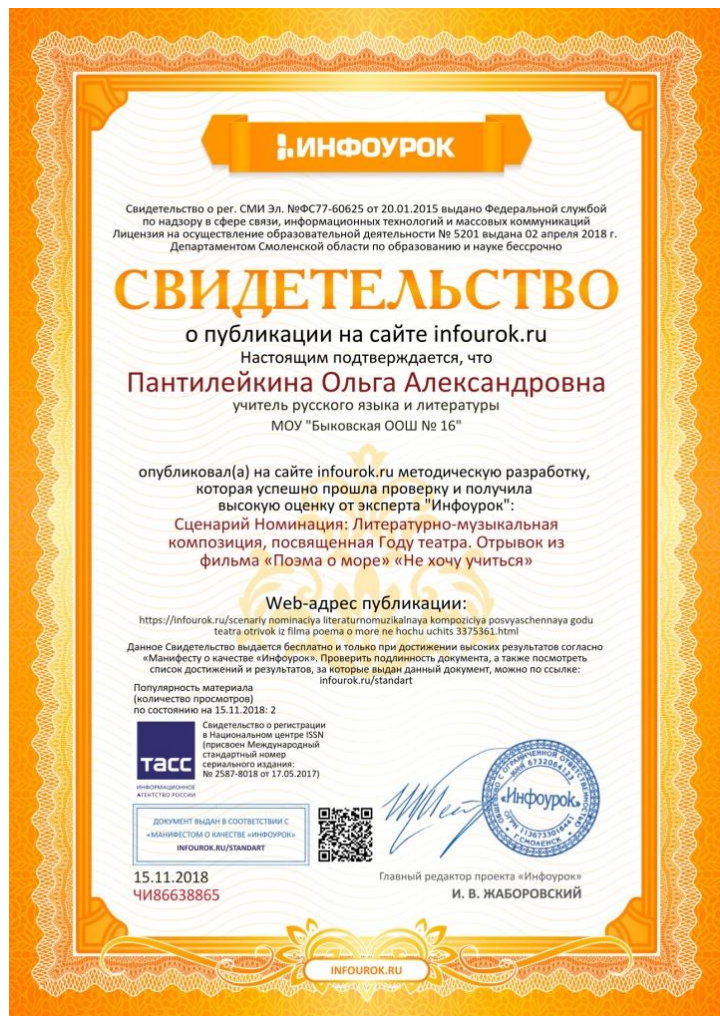 ИНФОУРОК
Свидетельство о рег. СМИ Эл. №ФС77-60625 от 20.01.2015 выдано Федеральной службой
по надзору в сфере связи, информационных технологий и массовых коммуникаций
Лицензия на осуществление образовательной деятельности № 5201 выдана 02 апреля 2018 г.
Департаментом Смоленской области по образованию и науке бессрочно
СВИДЕТЕЛЬСТВО
о публикации на сайте infourok.ru
Настоящим подтверждается, что
Пантилейкина Ольга Александровна
учитель русского языка и литературы
МОУ "Быковская ООШ № 16"
опубликовал(а) на сайте infourok.ru методическую разработку,
которая успешно прошла проверку и получила
высокую оценку от эксперта "Инфоурок":
Сценарий Номинация: Литературно-музыкальная
композиция, посвященная Году театра. Отрывок из
фильма «Поэма о море» «Не хочу учиться»
Web-адрес публикации:
https://infourok.ru/scenariy nominaciya literaturnomuzikalnaya kompoziciya posvyaschennaya godu
teatra otrivok iz filma poema o more ne hochu uchits 3375361.html
Данное Свидетельство выдается бесплатно и только при достижении высоких результатов согласно
«Манифесту о качестве «Инфоурок». Проверить подлинность документа, а также посмотреть
список достижений и результатов, за которые выдан данный документ, можно по ссылке:
infourok.ru/standart
Популярность материала
(количество просмотров)
по состоянию на 15.11.2018: 2
Свидетельство о регистрации
в Национальном центре ISSN
(присвоен Международный
стандартный номер
сериального издания:
№ 2587-8018 от 17.05.2017)
ТАСС
ИНФОРМАЦИОННОЕ
АГЕНТСТВО РОССИИ
ДОКУМЕНТ ВЫДАН В СООТВЕТСТВИИ С
«МАНИФЕСТОМ О КАЧЕСТВЕ «ИНФОУРОК»
INFOUROK.RU/STANDART
15.11.2018
ЧИ86638865
«Инфоурок»
Г. СМОЛЕНСК
Главный редактор проекта «Инфоурок»
И. В. ЖАБОРОВСКИЙ
INFOUROK.RU